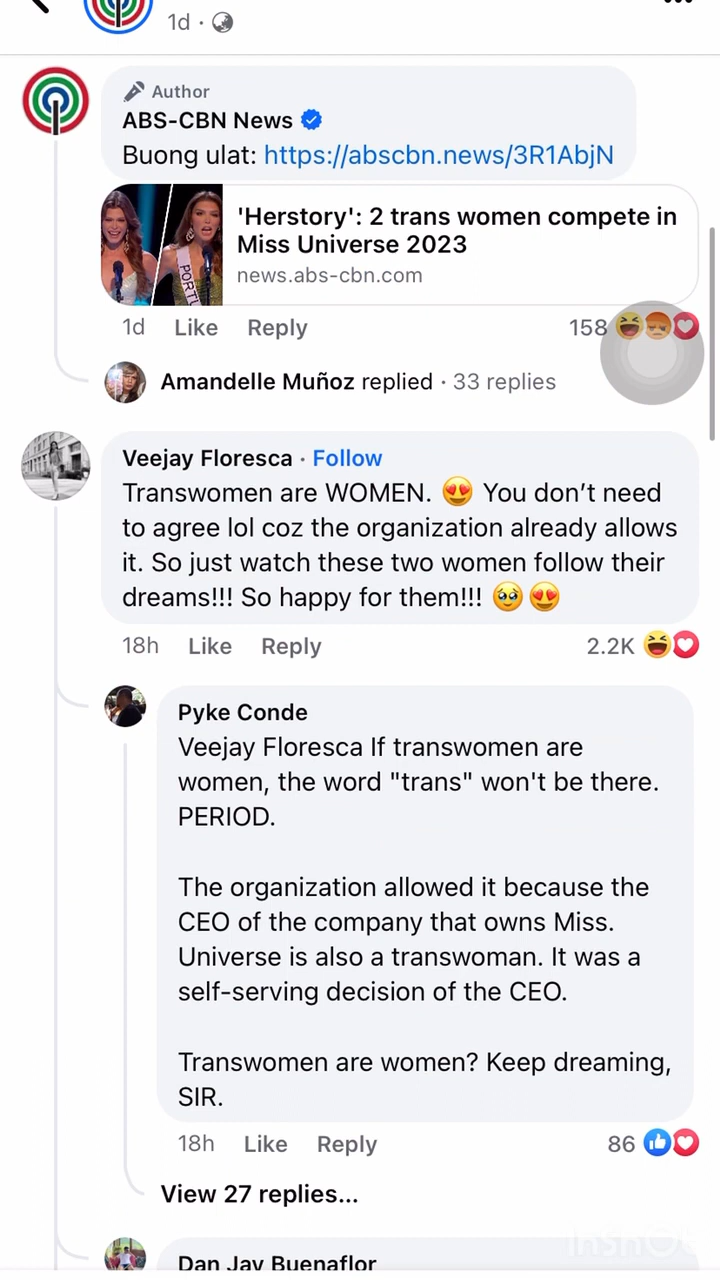 1d ·
Author
ABS-CBN News
Buong ulat: https://abscbn.news/3R1AbjN
PORTU
'Herstory': 2 trans women compete in
Miss Universe 2023
news.abs-cbn.com
1d Like Reply 158
Amandelle Muñoz replied · 33 replies
Veejay Floresca · Follow
Transwomen are WOMEN. 😍 You don’t need
to agree lol coz the organization already allows
it. So just watch these two women follow their
dreams!!! So happy for them!!! 🥹😍
18h Like Reply 2.2K
Pyke Conde
Veejay Floresca If transwomen are
women, the word "trans" won't be there.
PERIOD.
The organization allowed it because the
CEO of the company that owns Miss.
Universe is also a transwoman. It was a
self-serving decision of the CEO.
Transwomen are women? Keep dreaming,
SIR.
18h Like Reply 86
View 27 replies...
Dan Jay Buenaflor
InShOt